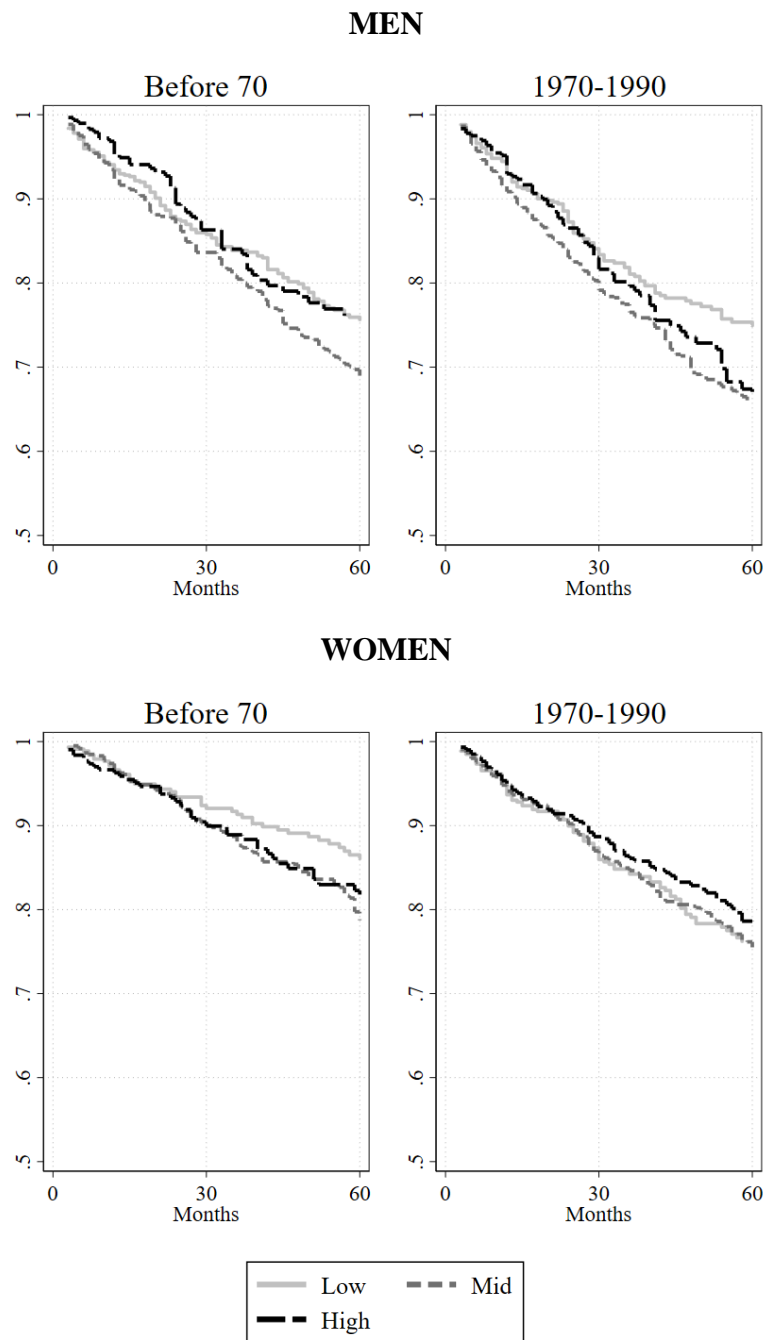 MEN
Before 70
1970-1990
1
.9
.8
.7
.6
.5
0 30 60
Months
1
.9
.8
.7
.6
.5
0 30 60
Months
WOMEN
Before 70
1970-1990
1
.9
.8
.7
.6
.5
0 30 60
Months
1
.9
.8
.7
.6
.5
0 30 60
Months
Low Mid
High